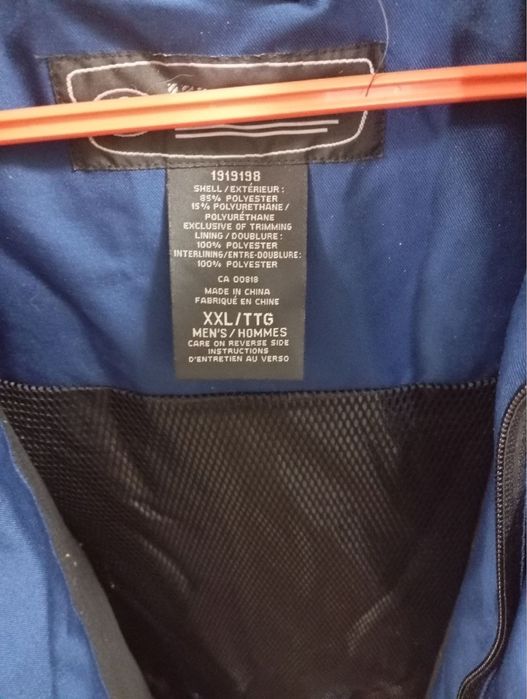 1919198
SHELL / EXTÉRIEUR :
85% POLYESTER
15% POLYURETHANE /
POLYURÉTHANE
EXCLUSIVE OF TRIMMING
LINING / DOUBLURE :
100% POLYESTER
INTERLINING/ENTRE-DOUBLURE:
100% POLYESTER
CA 00818
MADE IN CHINA
FABRIQUÉ EN CHINE
XXL/TTG
MEN'S / HOMMES
CARE ON REVERSE SIDE
INSTRUCTIONS
D'ENTRETIEN AU VERSO